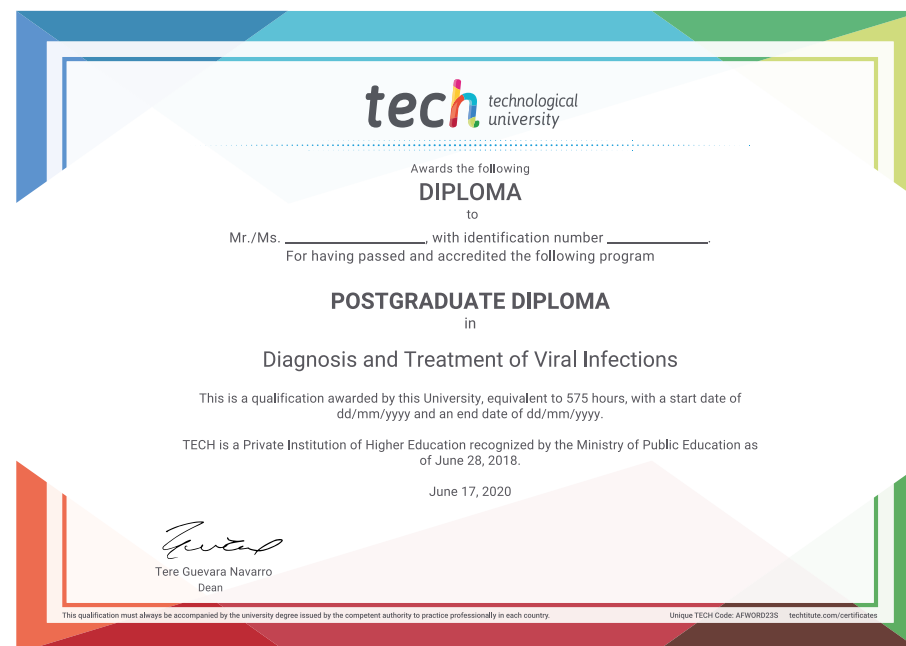 tech technological
university
Awards the following
DIPLOMA
to
Mr./Ms. ____________________, with identification number ______________.
For having passed and accredited the following program
POSTGRADUATE DIPLOMA
in
Diagnosis and Treatment of Viral Infections
This is a qualification awarded by this University, equivalent to 575 hours, with a start date of
dd/mm/yyyy and an end date of dd/mm/yyyy.
TECH is a Private Institution of Higher Education recognized by the Ministry of Public Education as
of June 28, 2018.
June 17, 2020
Tere Guevara Navarro
Dean
This qualification must always be accompanied by the university degree issued by the competent authority to practice professionally in each country. Unique TECH Code: AFWORD23S techtitute.com/certificates